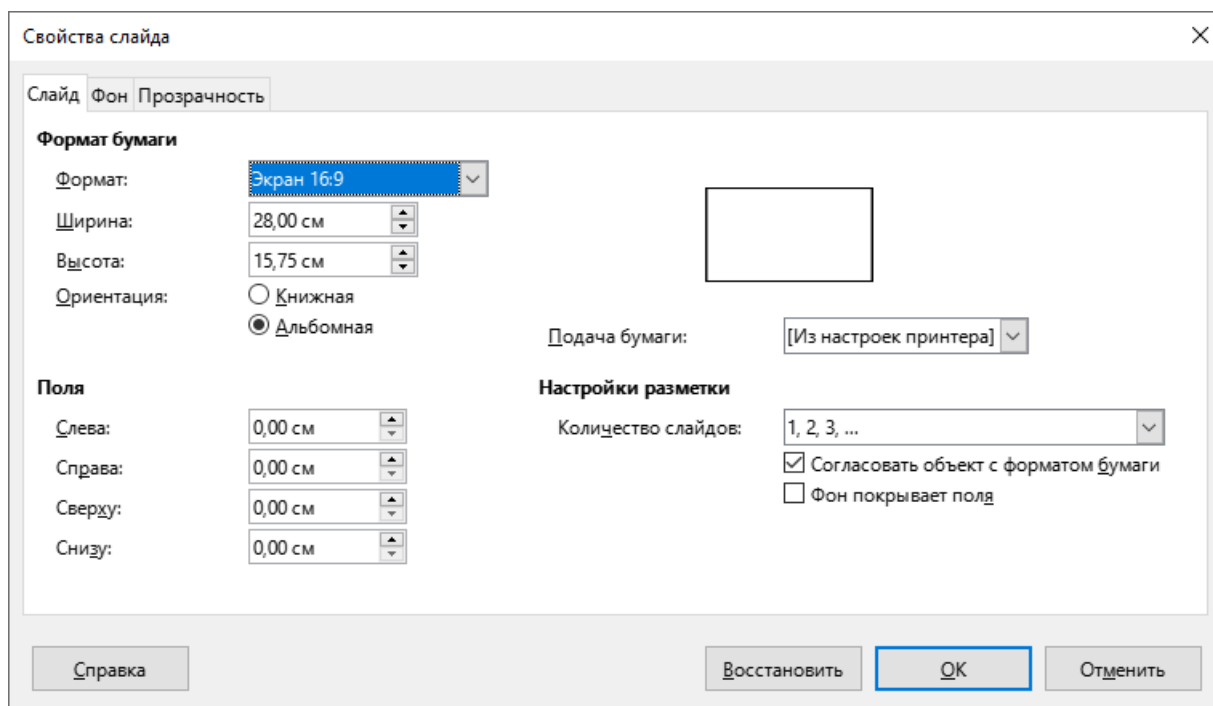 Свойства слайда
Слайд Фон Прозрачность
Формат бумаги
Формат: Экран 16:9
Ширина: 28,00 см
Высота: 15,75 см
Ориентация: Книжная
Альбомная
Подача бумаги: [Из настроек принтера]
Поля
Слева: 0,00 см
Справа: 0,00 см
Сверху: 0,00 см
Снизу: 0,00 см
Настройки разметки
Количество слайдов: 1, 2, 3, ...
Согласовать объект с форматом бумаги
Фон покрывает поля
Справка Восстановить ОК Отменить